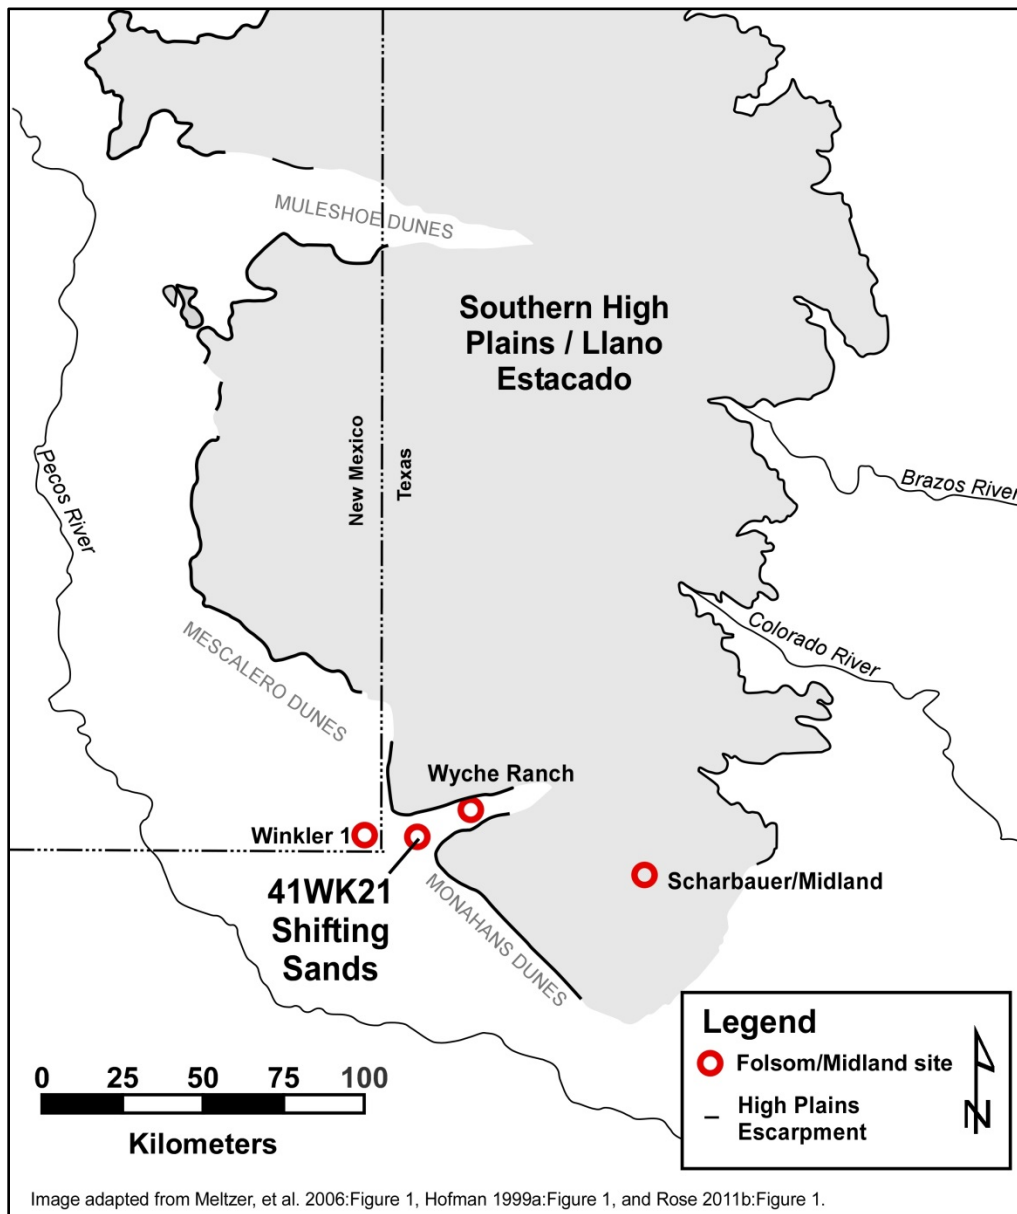 MULESHOE DUNES
Southern High
Plains / Llano
Estacado
New Mexico
Texas
Pecos River
Brazos River
Colorado River
MESCALERO DUNES
Wyche Ranch
Winkler 1
41WK21
Shifting
Sands
MONAHANS DUNES
Scharbauer/Midland
Legend
Folsom/Midland site
High Plains
Escarpment
N
0 25 50 75 100
Kilometers
Image adapted from Meltzer, et al. 2006:Figure 1, Hofman 1999a:Figure 1, and Rose 2011b:Figure 1.